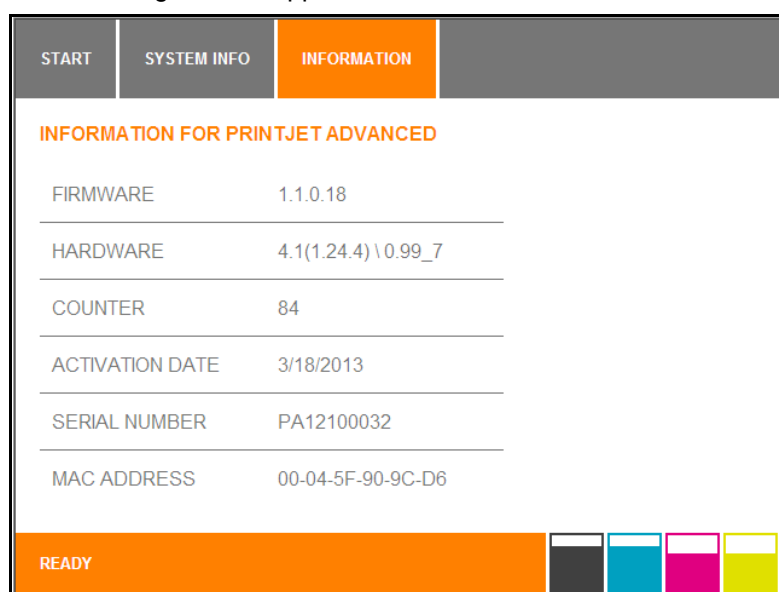 START SYSTEM INFO INFORMATION
INFORMATION FOR PRINTJET ADVANCED
FIRMWARE 1.1.0.18
HARDWARE 4.1(1.24.4) \ 0.99_7
COUNTER 84
ACTIVATION DATE 3/18/2013
SERIAL NUMBER PA12100032
MAC ADDRESS 00-04-5F-90-9C-D6
READY